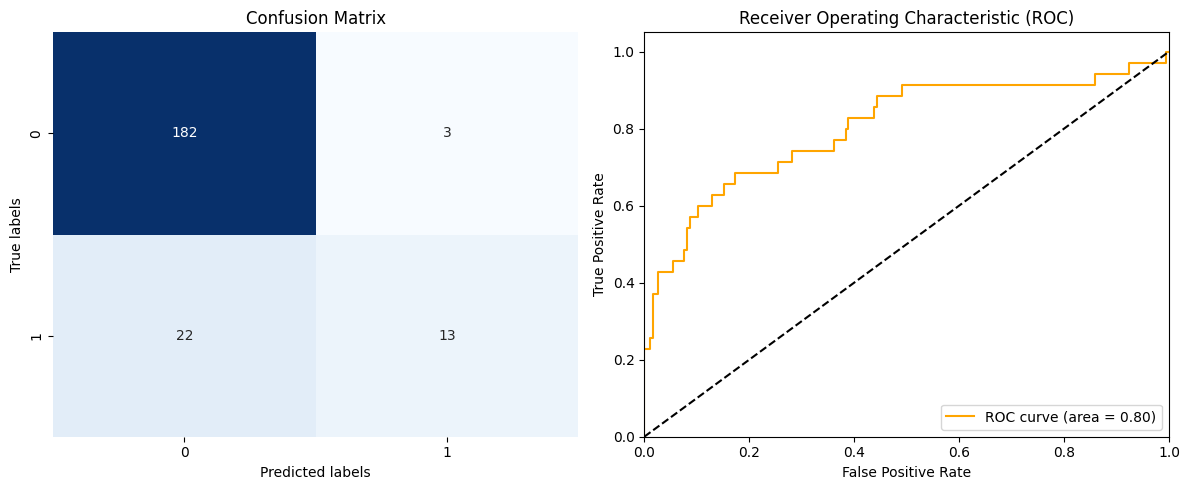 Confusion Matrix
True labels
0
1
182
3
22
13
0
1
Predicted labels
Receiver Operating Characteristic (ROC)
True Positive Rate
1.0
0.8
0.6
0.4
0.2
0.0
0.0
0.2
0.4
0.6
0.8
1.0
False Positive Rate
ROC curve (area = 0.80)